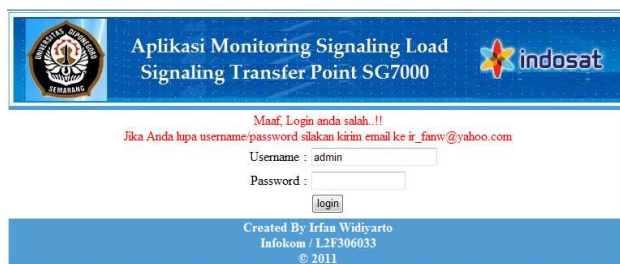 UNIVERSITAS DIPONEGORO
SEMARANG
Aplikasi Monitoring Signaling Load
Signaling Transfer Point SG7000
indosat
Maaf, Login anda salah..!!
Jika Anda lupa username/password silakan kirim email ke ir_fanw@yahoo.com
Username : admin
Password :
login
Created By Irfan Widiyarto
Infokom / L2F306033
© 2011